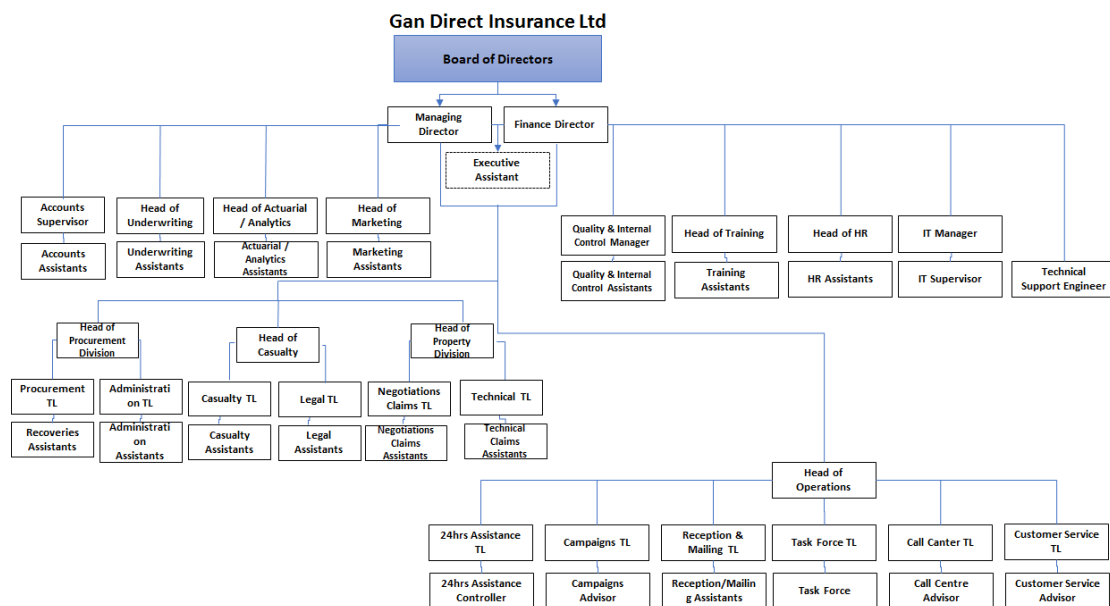 Gan Direct Insurance Ltd
Board of Directors
Managing
Director
Finance Director
Executive
Assistant
Accounts
Supervisor
Head of
Underwriting
Head of Actuarial
/ Analytics
Head of
Marketing
Accounts
Assistants
Underwriting
Assistants
Actuarial /
Analytics
Assistants
Marketing Assistants
Quality & Internal
Control Manager
Head of Training
Head of HR
IT Manager
Quality & Internal
Control Assistants
Training
Assistants
HR Assistants
IT Supervisor
Technical
Support Engineer
Head of
Procurement
Division
Head of
Casualty
Head of
Property
Division
Procurement
TL
Administrati
on TL
Casualty TL
Legal TL
Negotiations
Claims TL
Technical TL
Recoveries
Assistants
Administrati
on
Assistants
Casualty
Assistants
Legal
Assistants
Negotiations
Claims
Assistants
Technical
Claims
Assistants
Head of
Operations
24hrs Assistance
TL
Campaigns TL
Reception &
Mailing TL
Task Force TL
Call Canter TL
Customer Service
TL
24hrs Assistance
Controller
Campaigns
Advisor
Reception/Mailin
g Assistants
Task Force
Call Centre
Advisor
Customer Service
Advisor